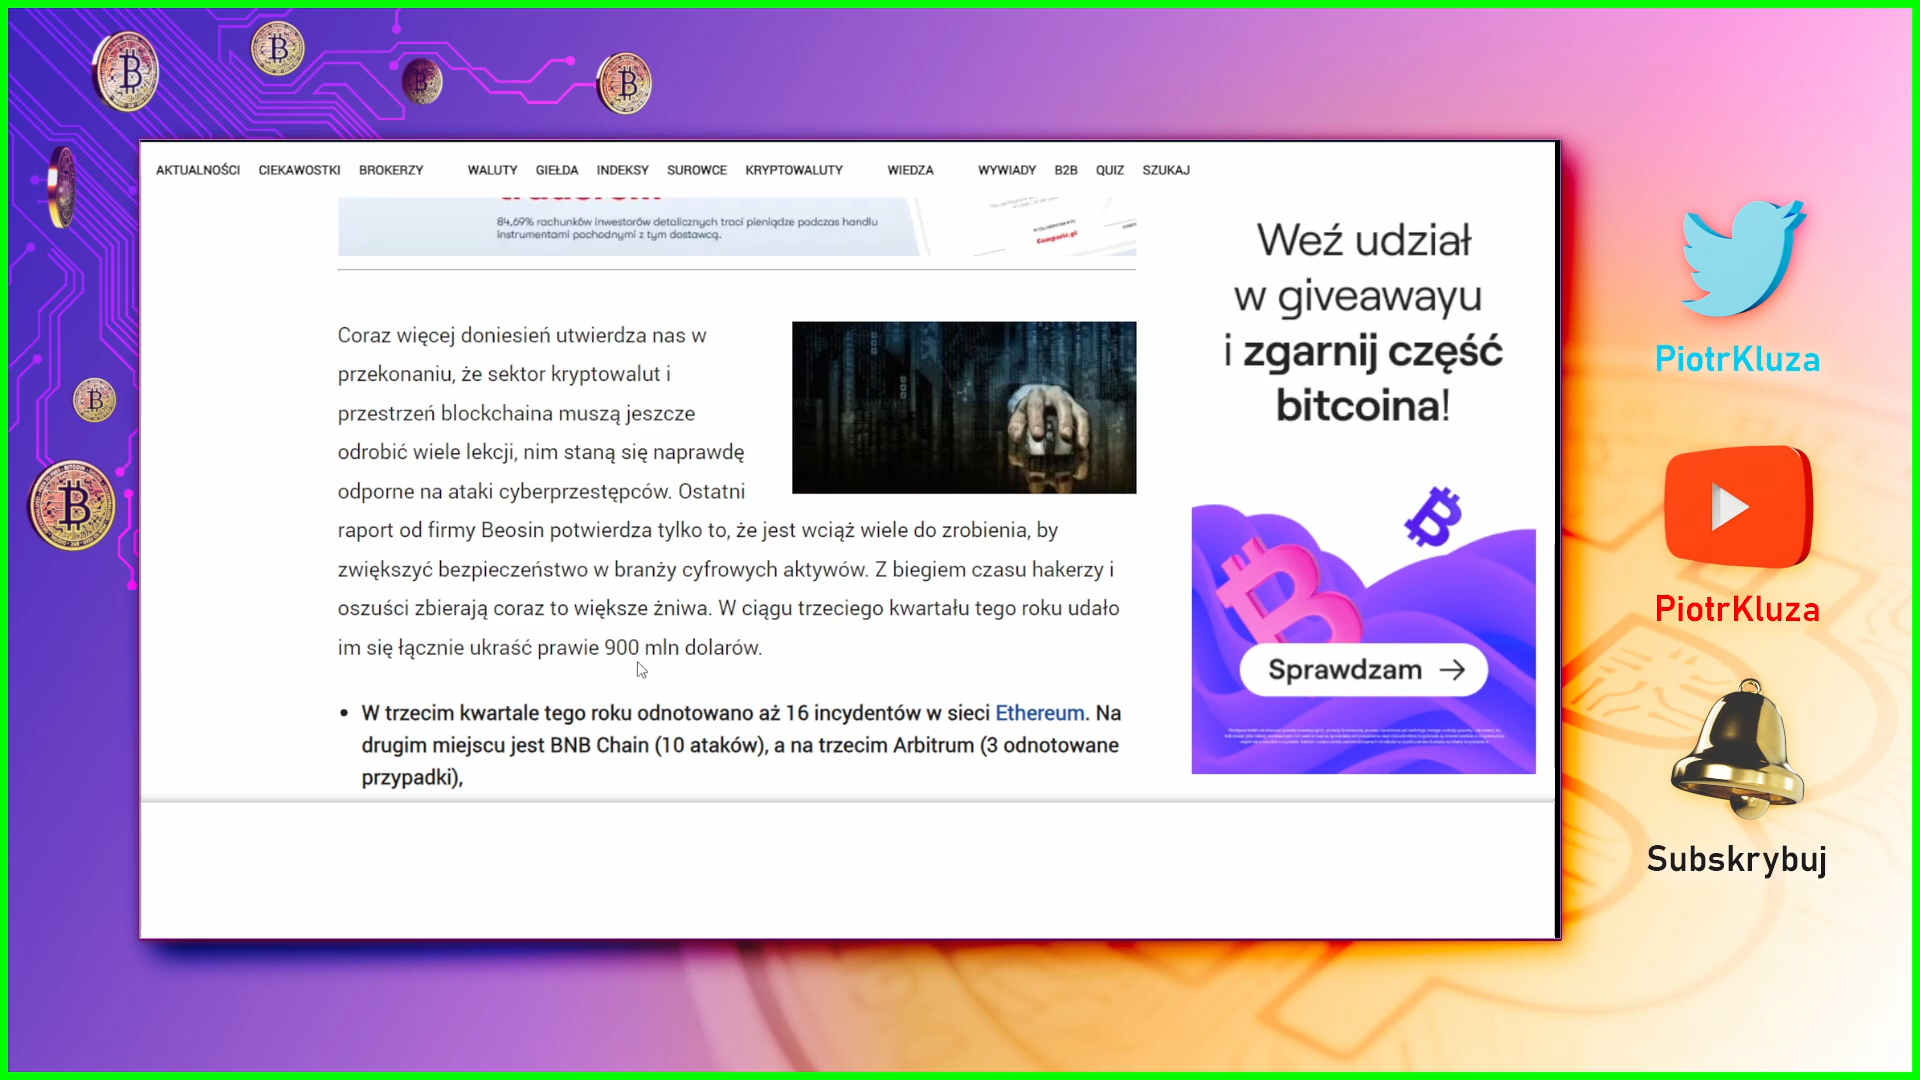 AKTUALNOŚCI CIEKAWOSTKI BROKERZY WALUTY GIEŁDA INDEKSY SUROWCE KRYPTOWALUTY WIEDZA WYWIADY B2B QUIZ SZUKAJ
84,69% rachunków inwestorów detalicznych traci pieniądze podczas handlu
instrumentami pochodnymi z tym dostawcą.
Coraz więcej doniesień utwierdza nas w
przekonaniu, że sektor kryptowalut i
przestrzeń blockchaina muszą jeszcze
odrobić wiele lekcji, nim staną się naprawdę
odporne na ataki cyberprzestępców. Ostatni
raport od firmy Beosin potwierdza tylko to, że jest wciąż wiele do zrobienia, by
zwiększyć bezpieczeństwo w branży cyfrowych aktywów. Z biegiem czasu hakerzy i
oszuści zbierają coraz to większe żniwa. W ciągu trzeciego kwartału tego roku udało
im się łącznie ukraść prawie 900 mln dolarów.
• W trzecim kwartale tego roku odnotowano aż 16 incydentów w sieci Ethereum. Na
drugim miejscu jest BNB Chain (10 ataków), a na trzecim Arbitrum (3 odnotowane
przypadki),
Weź udział
w giveawayu
i zgarnij część
bitcoina!
Sprawdzam →
PiotrKluza
PiotrKluza
Subskrybuj